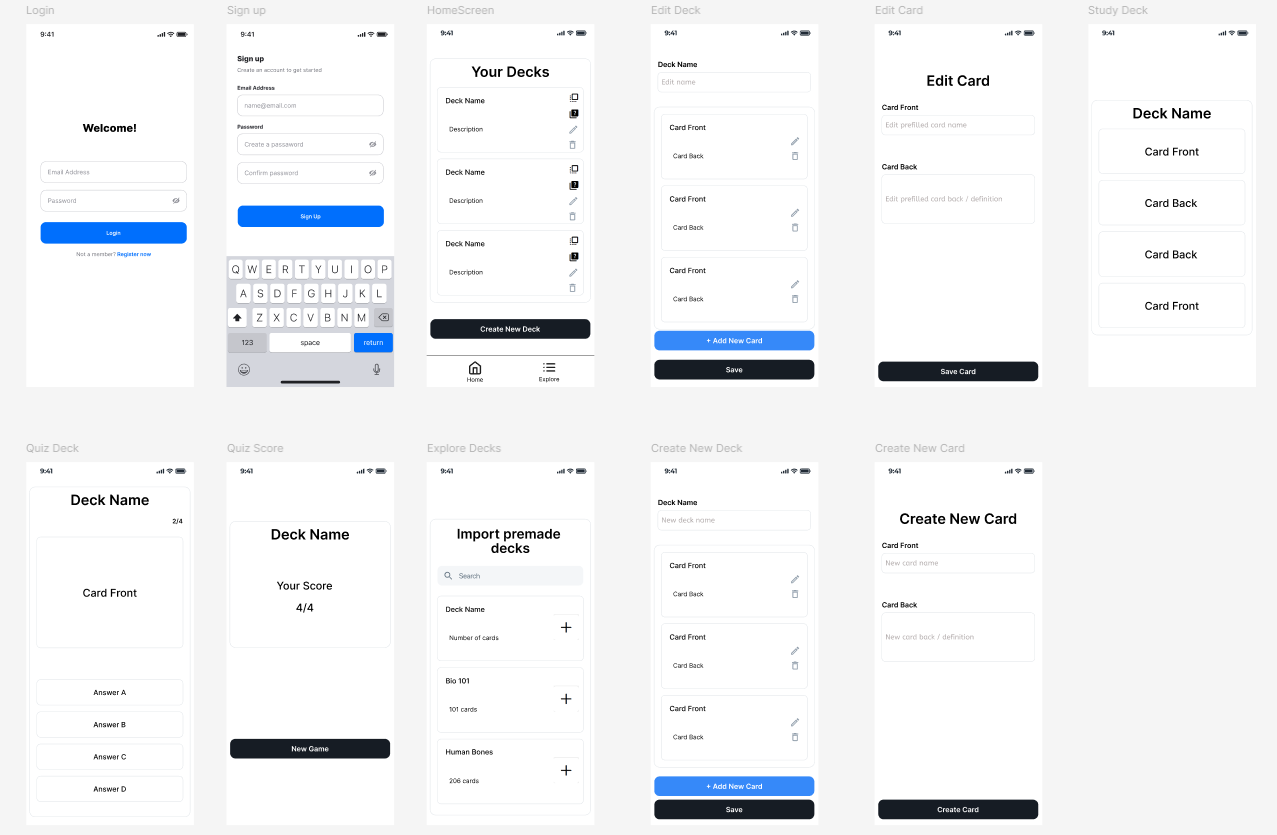 Login
9:41
Welcome!
Email Address
Password
Login
Not a member? Register now
Sign up
9:41
Sign up
Create an account to get started
Email Address
name@email.com
Password
Create a passaword
Confirm password
Sign Up
Q W E R T Y U I O P
A S D F G H J K L
Z X C V B N M
123 space return
HomeScreen
9:41
Your Decks
Deck Name
Description
Deck Name
Description
Deck Name
Description
Create New Deck
Home Explore
Edit Deck
9:41
Deck Name
Edit name
Card Front
Card Back
Card Front
Card Back
Card Front
Card Back
+ Add New Card
Save
Edit Card
9:41
Edit Card
Card Front
Edit prefilled card name
Card Back
Edit prefilled card back / definition
Save Card
Study Deck
9:41
Deck Name
Card Front
Card Back
Card Back
Card Front
Quiz Deck
9:41
Deck Name
2/4
Card Front
Answer A
Answer B
Answer C
Answer D
Quiz Score
9:41
Deck Name
Your Score
4/4
New Game
Explore Decks
9:41
Import premade
decks
Search
Deck Name
Number of cards
Bio 101
101 cards
Human Bones
206 cards
Create New Deck
9:41
Deck Name
New deck name
Card Front
Card Back
Card Front
Card Back
Card Front
Card Back
+ Add New Card
Save
Create New Card
9:41
Create New Card
Card Front
New card name
Card Back
New card back / definition
Create Card